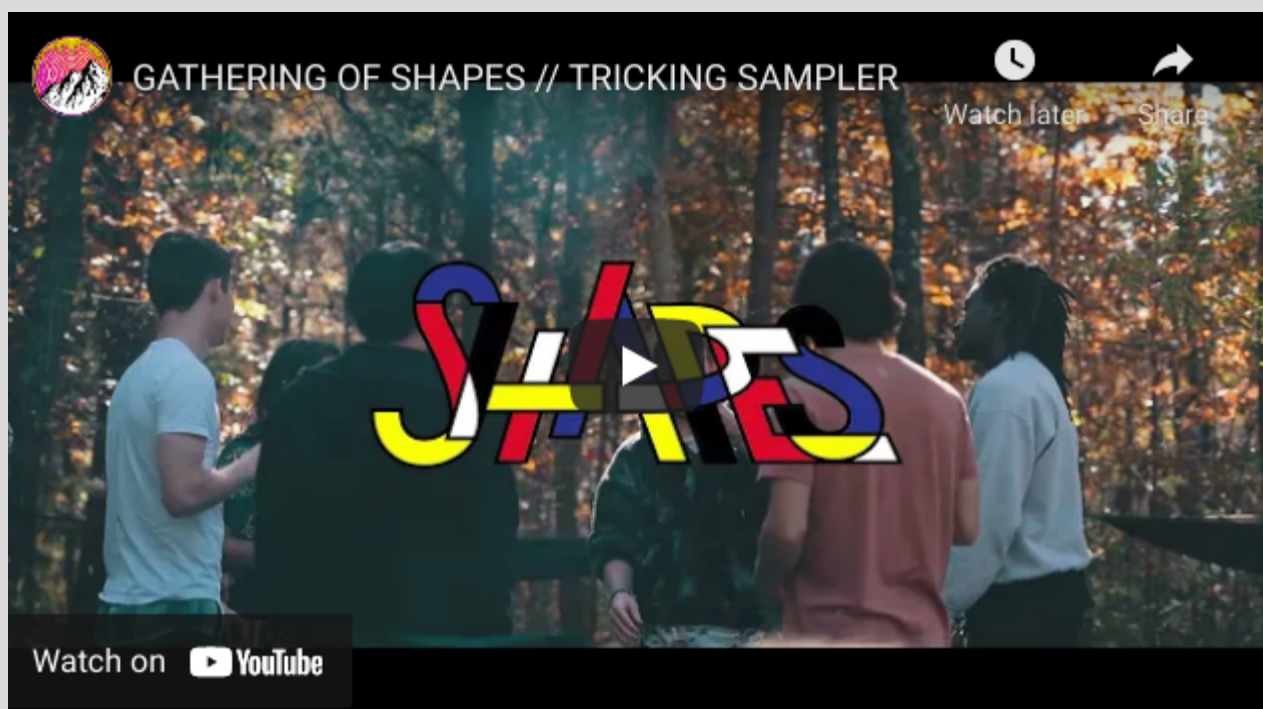 GATHERING OF SHAPES // TRICKING SAMPLER
Watch later
Share
SHAPES
Watch on YouTube